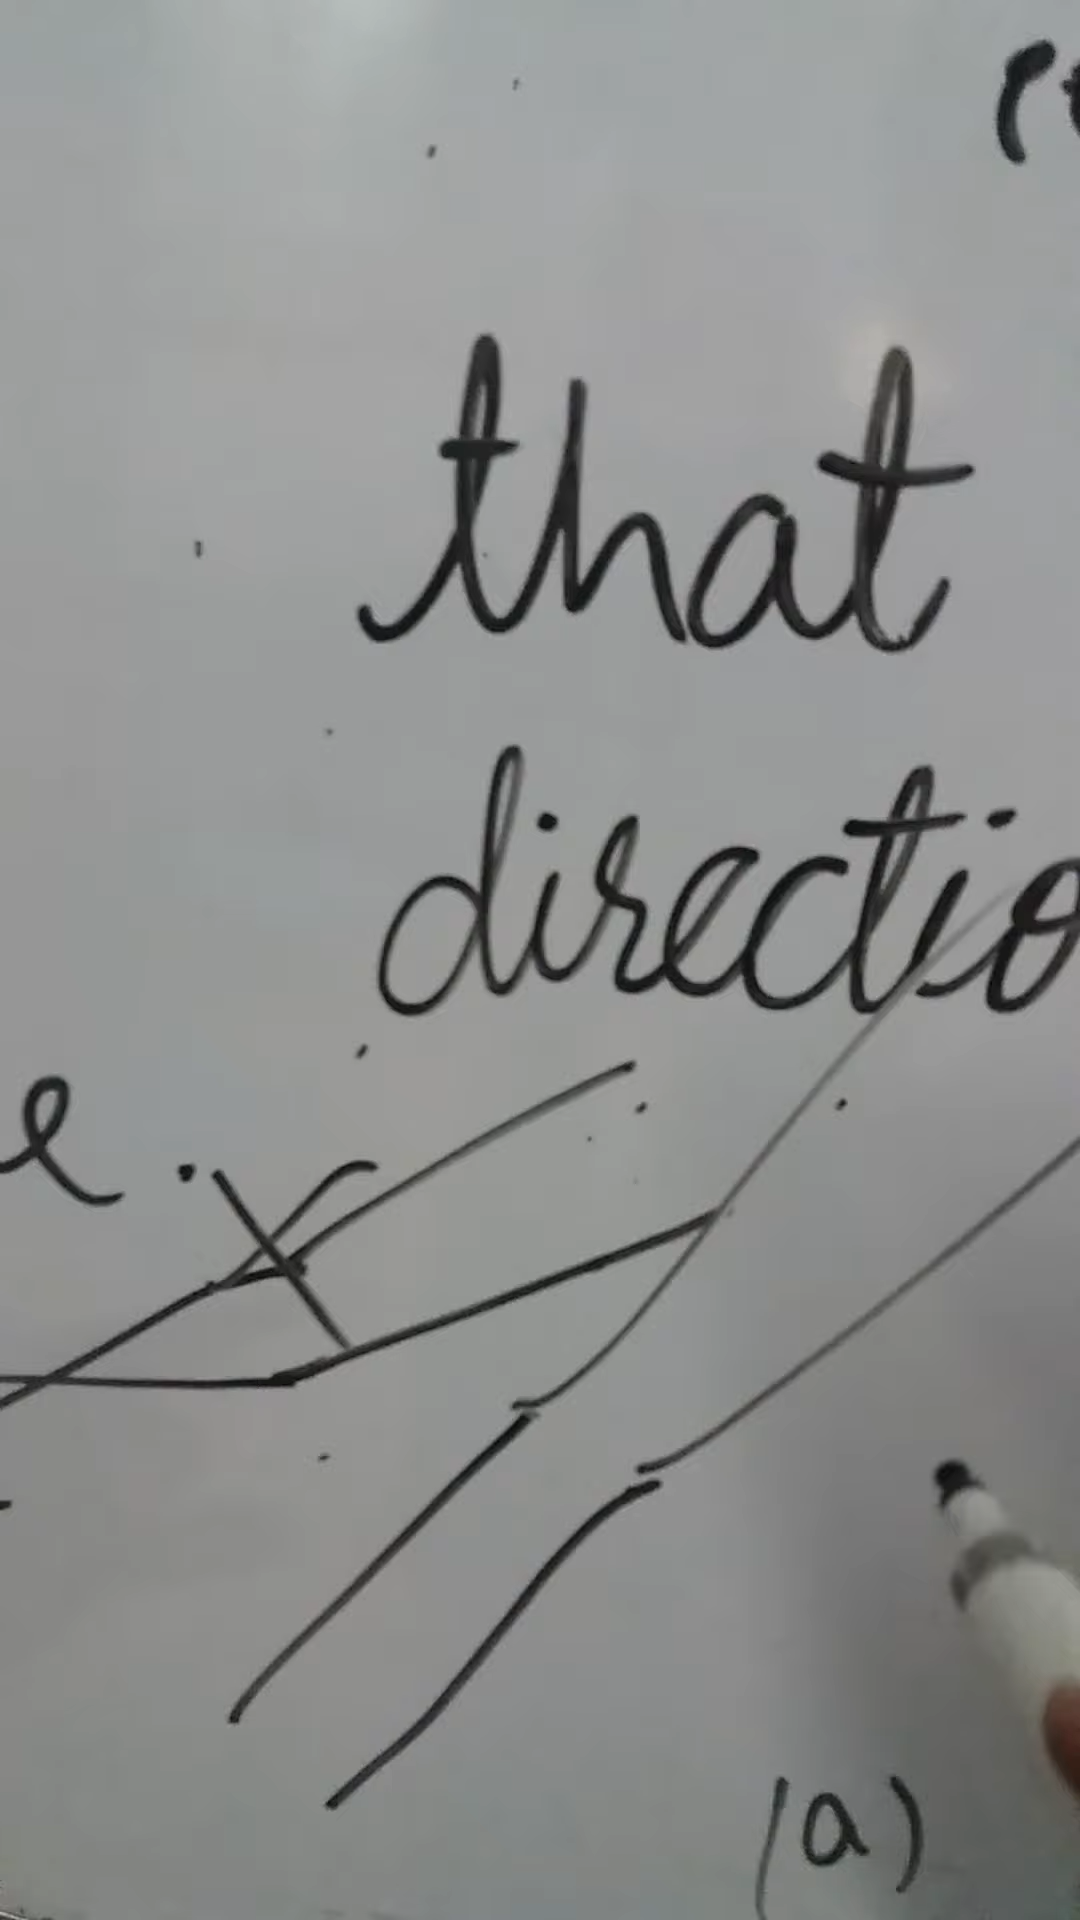 that
directio
e.
(a)